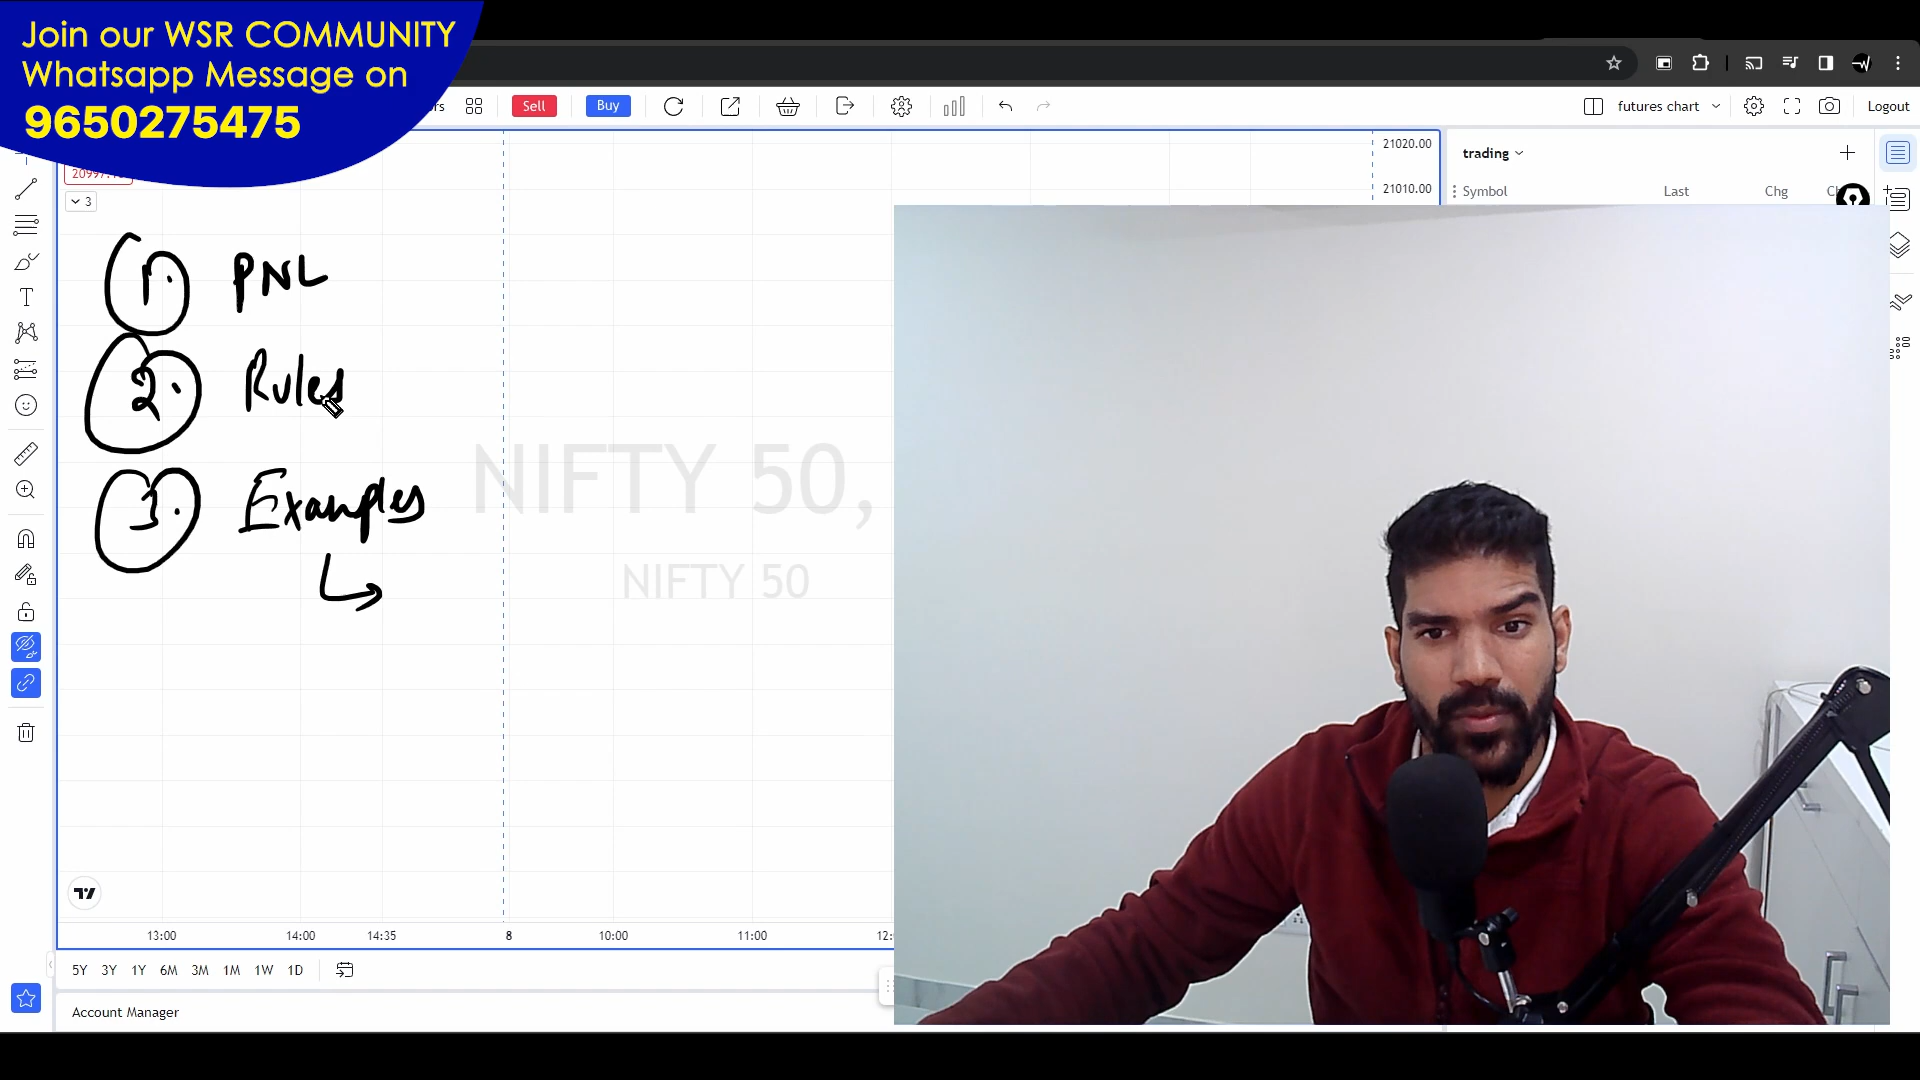 Join our WSR COMMUNITY
Whatsapp Message on
9650275475
Sell
Buy
futures chart
Logout
21020.00
21010.00
trading
Symbol
Last
Chg
3
1. PNL
2. Rules
3. Examples
NIFTY 50,
NIFTY 50
13:00
14:00
14:35
8
10:00
11:00
5Y
3Y
1Y
6M
3M
1M
1W
1D
Account Manager